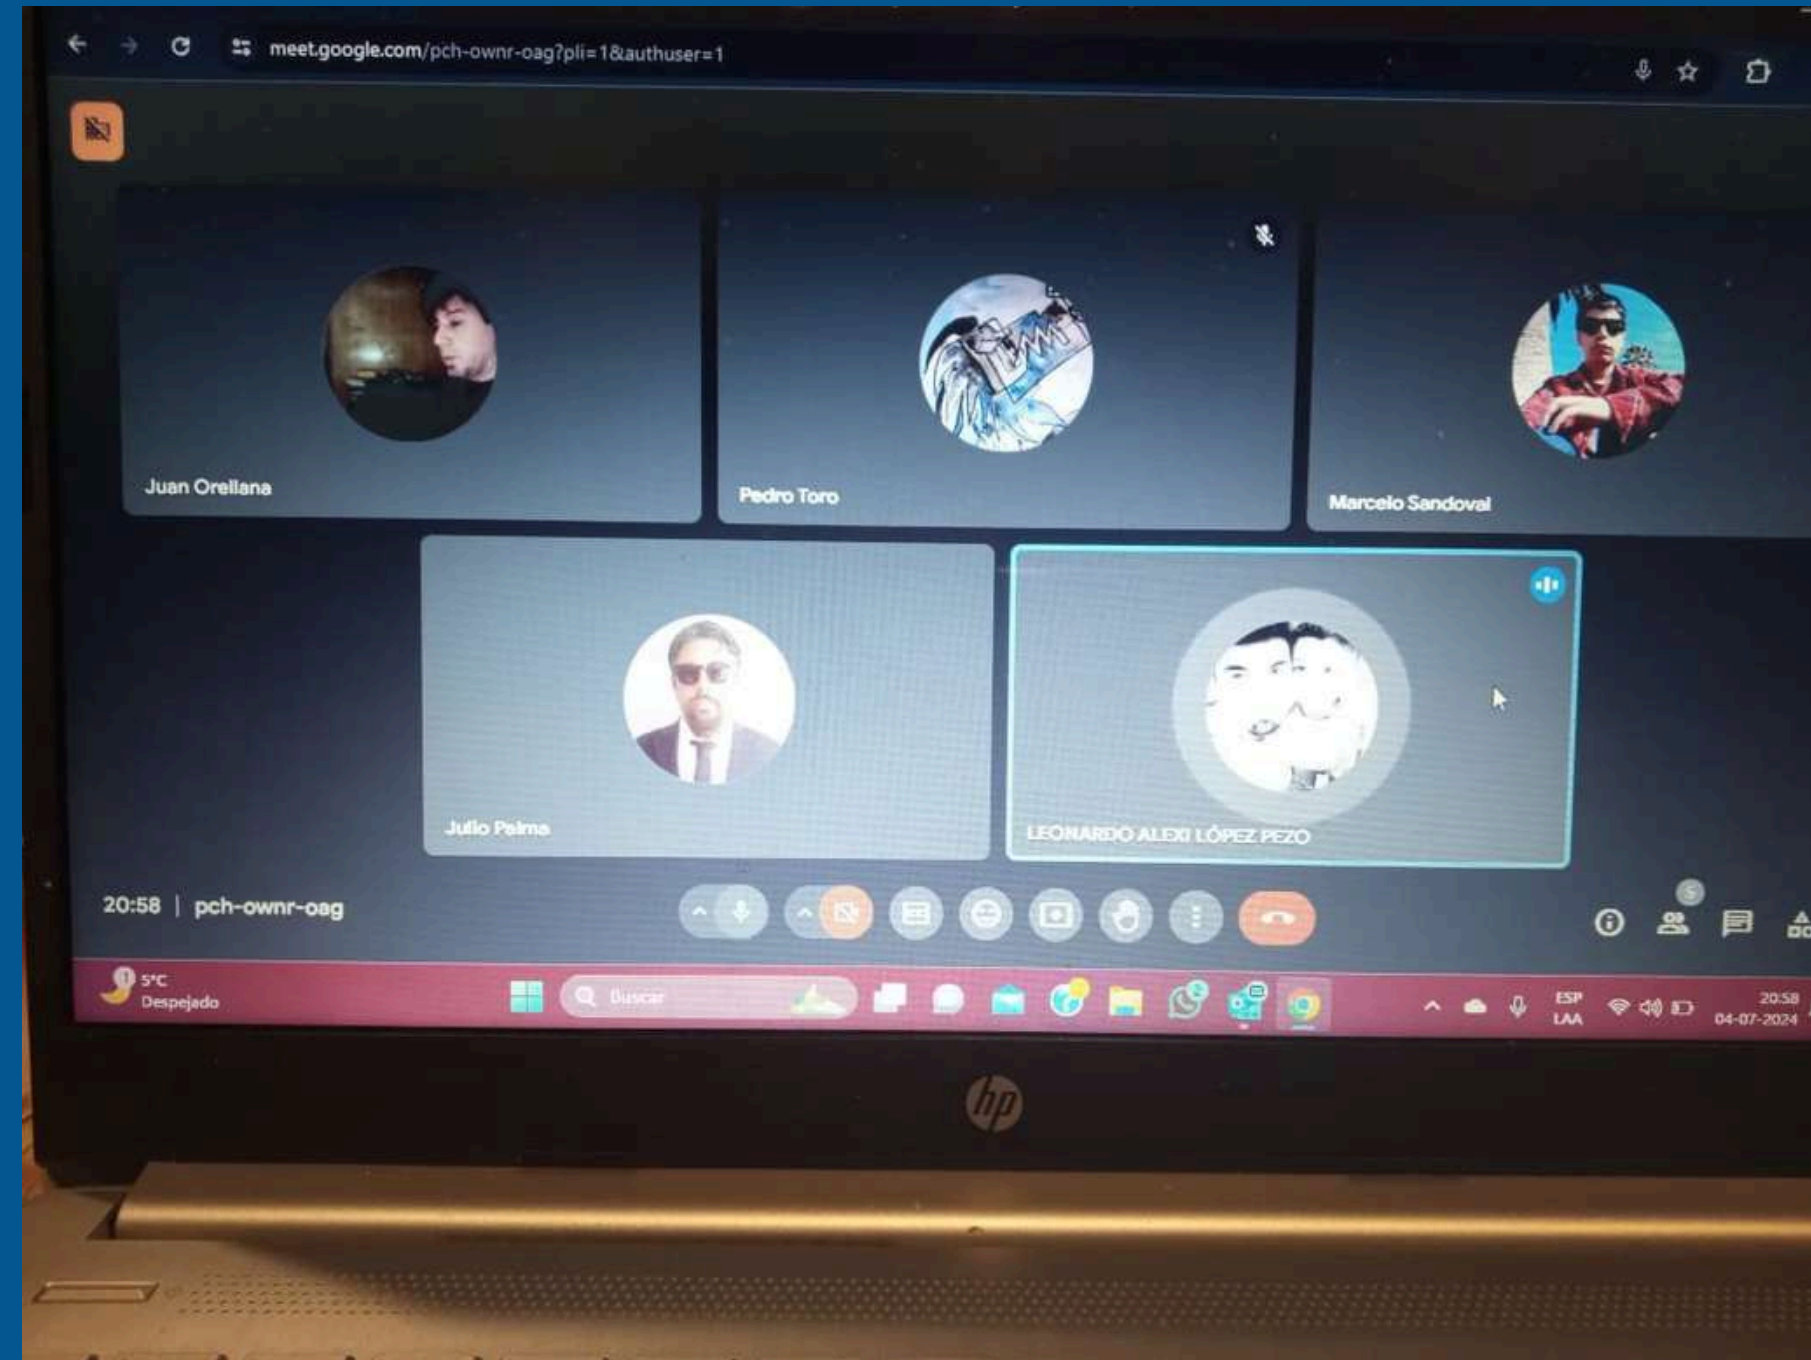 meet.google.com/pch-ownr-oag?pli=1&authuser=1
Juan Orellana
Pedro Toro
Marcelo Sandoval
Julio Palma
LEONARDO ALEXI LÓPEZ PEZO
20:58 | pch-ownr-oag
5
1
5°C
Despejado
Buscar
ESP
LAA
20:58
04-07-2024
hp